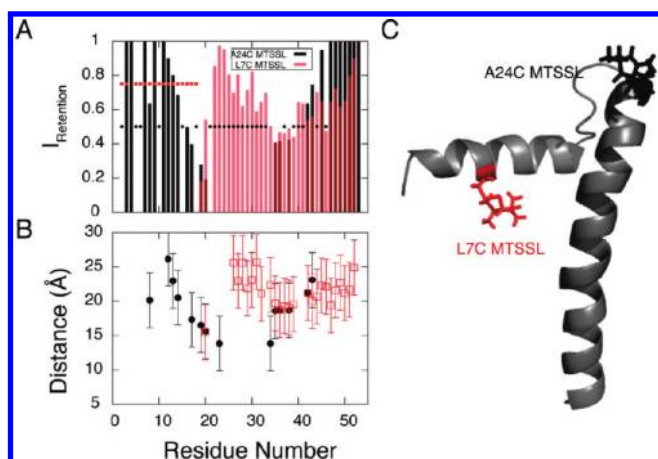 A
C
1
0.8
0.6
0.4
0.2
0
I Retention
A24C MTSSL
L7C MTSSL
A24C MTSSL
L7C MTSSL
B
30
25
20
15
10
5
Distance (Å)
0 10 20 30 40 50
Residue Number